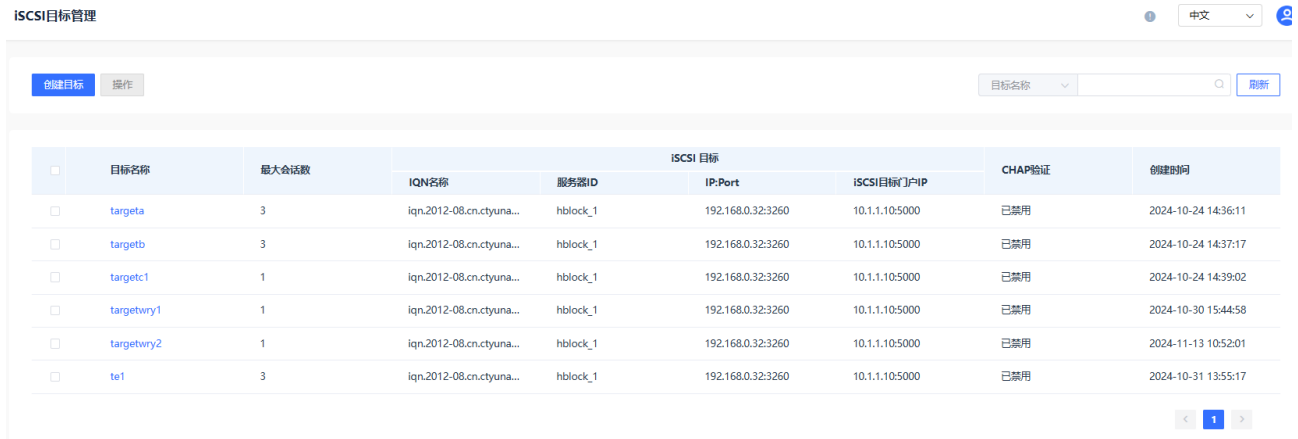 iSCSI目标管理
中文
创建目标 操作 目标名称 刷新
目标名称 最大会话数 iSCSI 目标 CHAP验证 创建时间
IQN名称 服务器ID IP:Port iSCSI目标门户IP
targeta 3 iqn.2012-08.cn.ctyuna... hblock_1 192.168.0.32:3260 10.1.1.10:5000 已禁用 2024-10-24 14:36:11
targetb 3 iqn.2012-08.cn.ctyuna... hblock_1 192.168.0.32:3260 10.1.1.10:5000 已禁用 2024-10-24 14:37:17
targetc1 1 iqn.2012-08.cn.ctyuna... hblock_1 192.168.0.32:3260 10.1.1.10:5000 已禁用 2024-10-24 14:39:02
targetwry1 1 iqn.2012-08.cn.ctyuna... hblock_1 192.168.0.32:3260 10.1.1.10:5000 已禁用 2024-10-30 15:44:58
targetwry2 1 iqn.2012-08.cn.ctyuna... hblock_1 192.168.0.32:3260 10.1.1.10:5000 已禁用 2024-11-13 10:52:01
te1 3 iqn.2012-08.cn.ctyuna... hblock_1 192.168.0.32:3260 10.1.1.10:5000 已禁用 2024-10-31 13:55:17
< 1 >